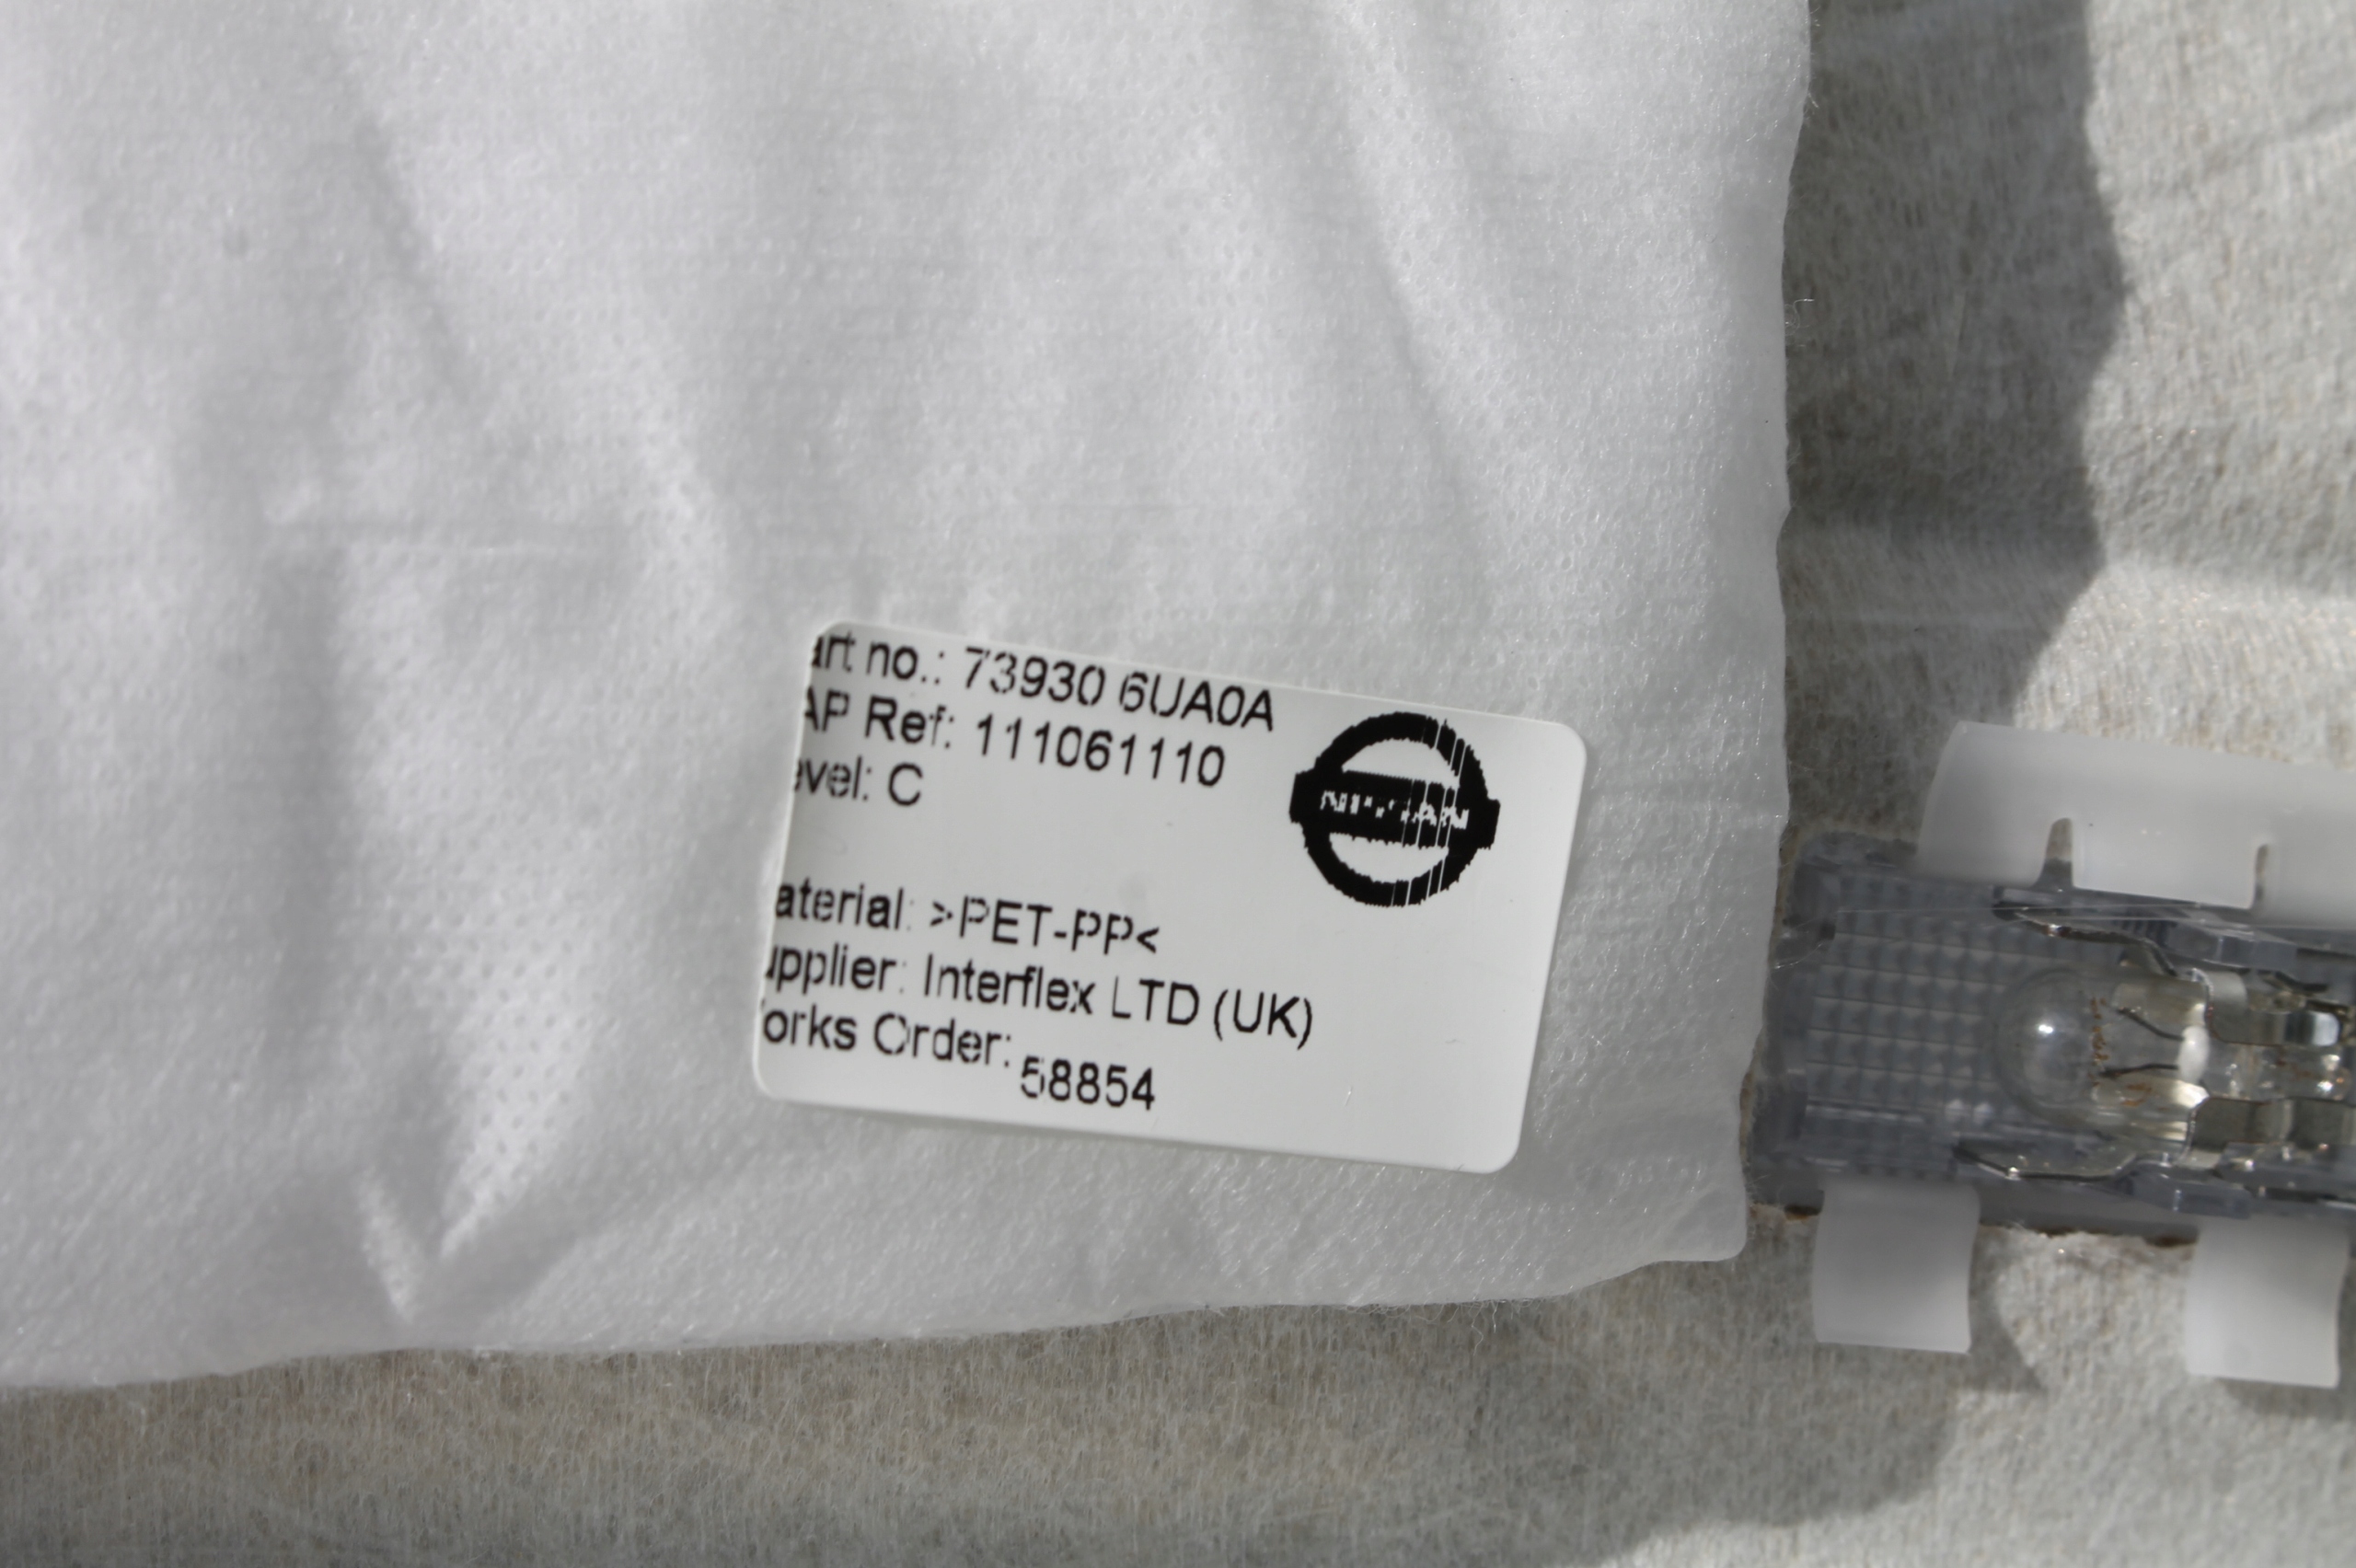 art no.: 73930 6UA0A
AP Ref: 111061110
evel: C
NISSAN
aterial: >PET-PP<
upplier: Interflex LTD (UK)
orks Order: 58854